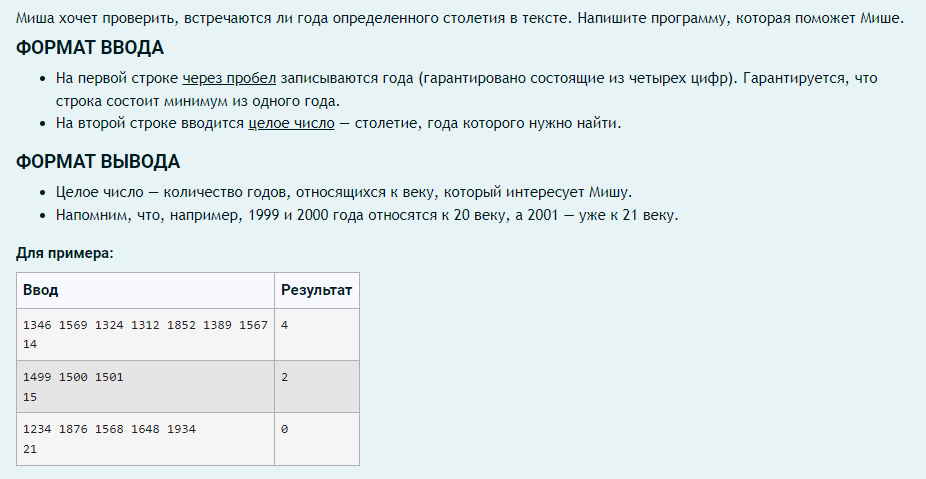 Миша хочет проверить, встречаются ли года определенного столетия в тексте. Напишите программу, которая поможет Мише.
ФОРМАТ ВВОДА
• На первой строке через пробел записываются года (гарантировано состоящие из четырех цифр). Гарантируется, что
строка состоит минимум из одного года.
• На второй строке вводится целое число — столетие, года которого нужно найти.
ФОРМАТ ВЫВОДА
• Целое число — количество годов, относящихся к веку, который интересует Мишу.
• Напомним, что, например, 1999 и 2000 года относятся к 20 веку, а 2001 — уже к 21 веку.
Для примера:
Ввод Результат
1346 1569 1324 1312 1852 1389 1567 4
14
1499 1500 1501 2
15
1234 1876 1568 1648 1934 0
21